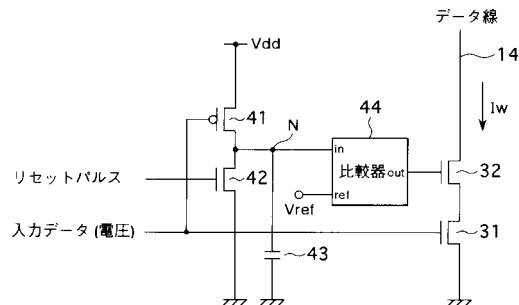 データ線
Vdd
14
Iw
44
41
N
in
比較器out
32
リセットパルス
42
ref
Vref
入力データ(電圧)
31
43